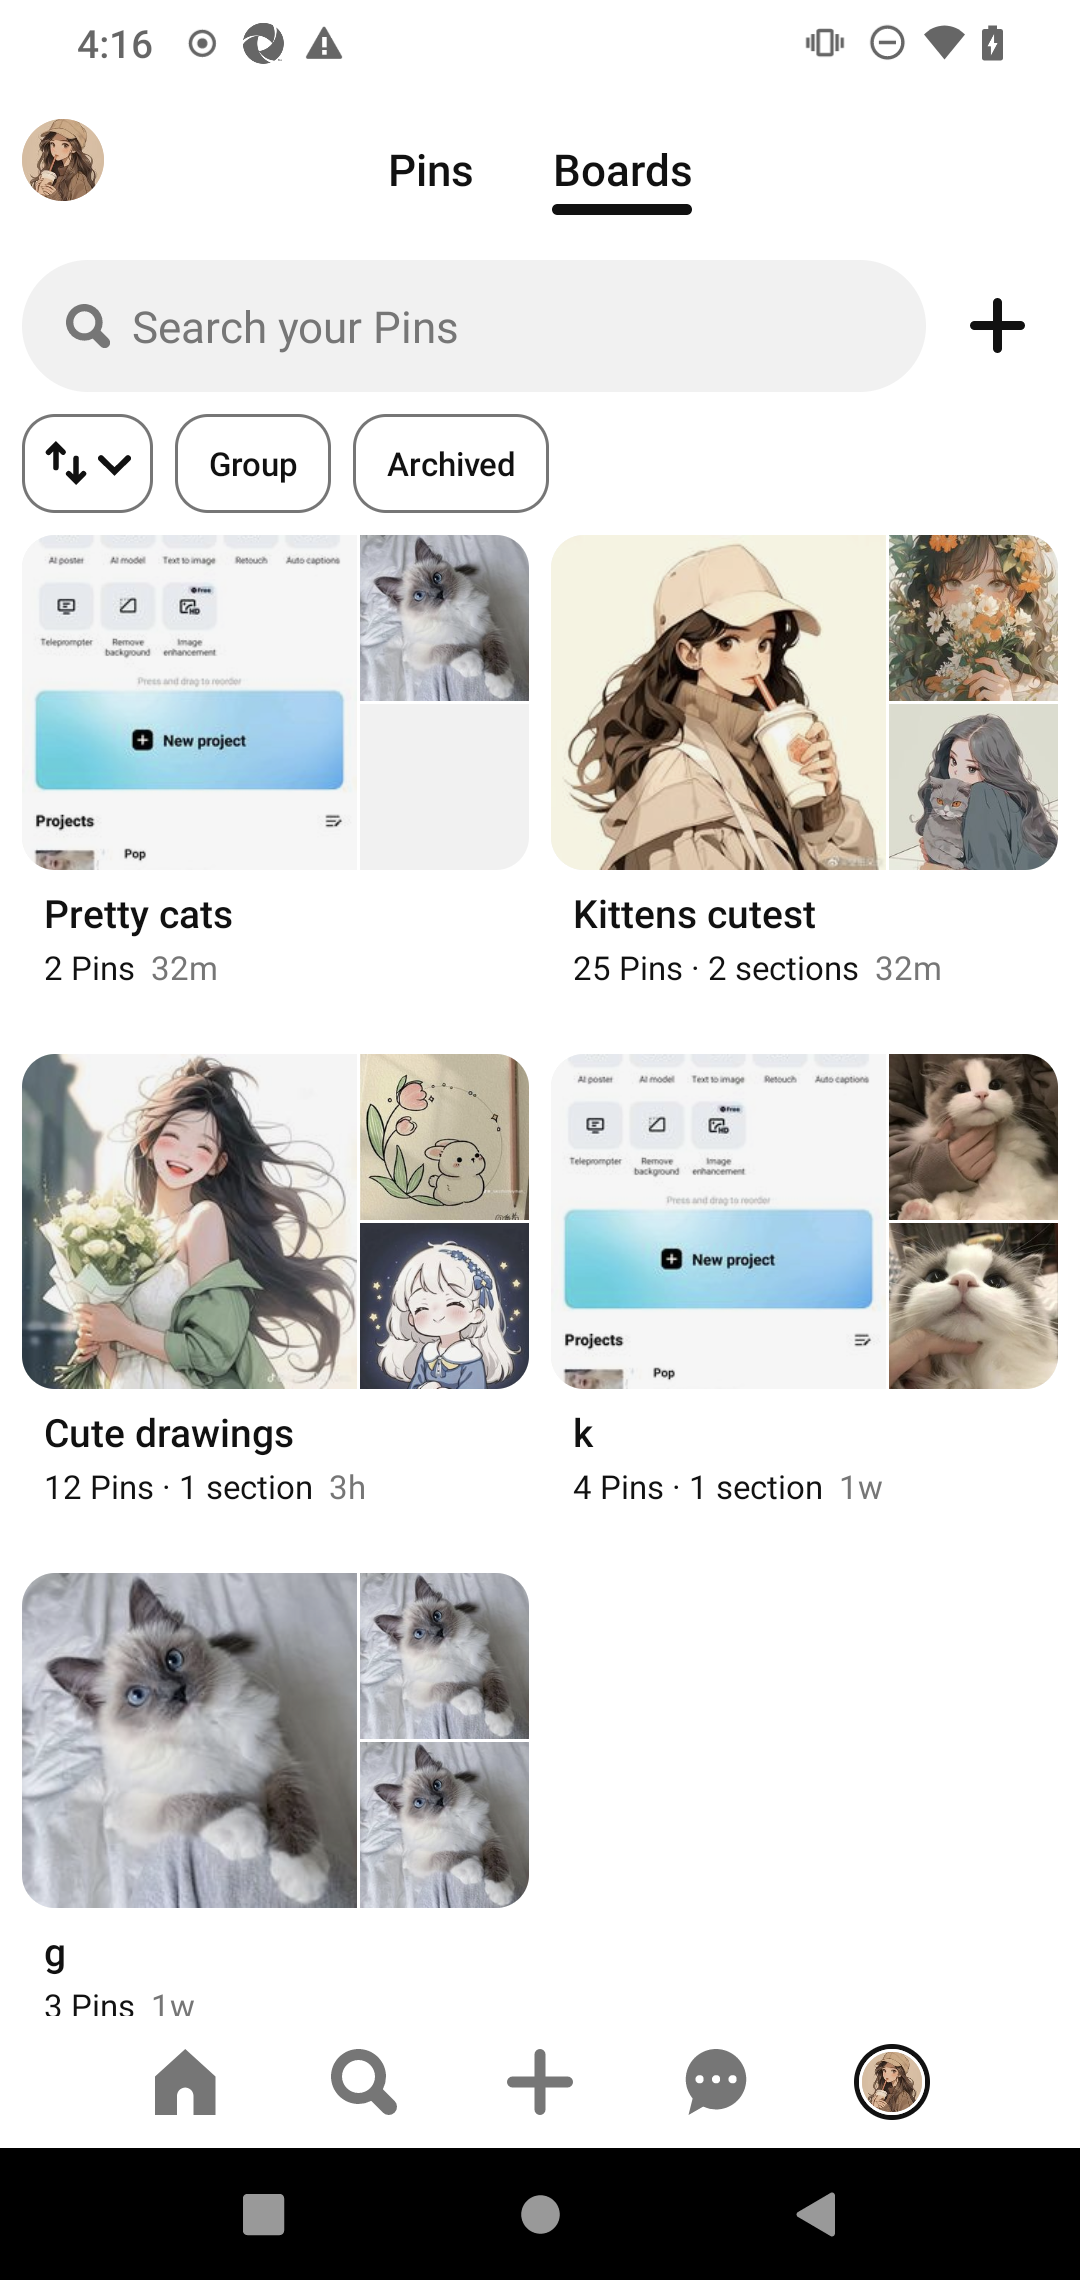 4:16
Pins
Boards
Search your Pins
Group
Archived
AI poster
AI model
Text to image
Retouch
Auto captions
Free
HD
Teleprompter
Remove background
Image enhancement
Press and drag to reorder
New project
Projects
Pop
Pretty cats
2 Pins 32m
Kittens cutest
25 Pins · 2 sections 32m
AI poster
AI model
Text to image
Retouch
Auto captions
Free
HD
Teleprompter
Remove background
Image enhancement
Press and drag to reorder
New project
Projects
Pop
Cute drawings
12 Pins · 1 section 3h
k
4 Pins · 1 section 1w
g
3 Pins 1w